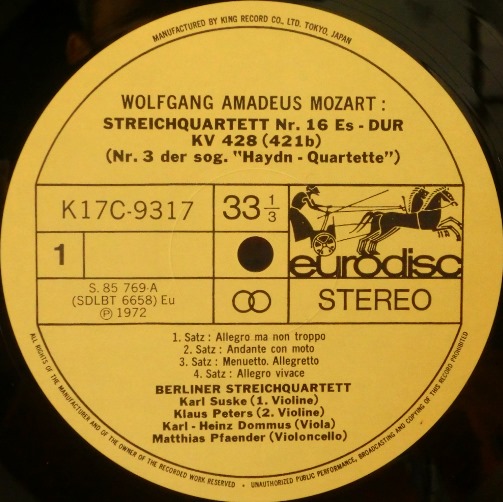 MANUFACTURED BY KING RECORD CO., LTD. TOKYO, JAPAN
WOLFGANG AMADEUS MOZART :
STREICHQUARTETT Nr. 16 Es - DUR
KV 428 (421b)
(Nr. 3 der sog. "Haydn - Quartette")
K17C-9317
33 1/3
1
eurodisc
S. 85 769-A
(SDLBT 6658) Eu
Ⓟ 1972
STEREO
1. Satz : Allegro ma non troppo
2. Satz : Andante con moto
3. Satz : Menuetto. Allegretto
4. Satz : Allegro vivace
BERLINER STREICHQUARTETT
Karl Suske (1. Violine)
Klaus Peters (2. Violine)
Karl - Heinz Dommus (Viola)
Matthias Pfaender (Violoncello)
ALL RIGHTS OF THE MANUFACTURER AND OF THE OWNER OF THE RECORDED WORK RESERVED • UNAUTHORIZED PUBLIC PERFORMANCE, BROADCASTING AND COPYING OF THIS RECORD PROHIBITED